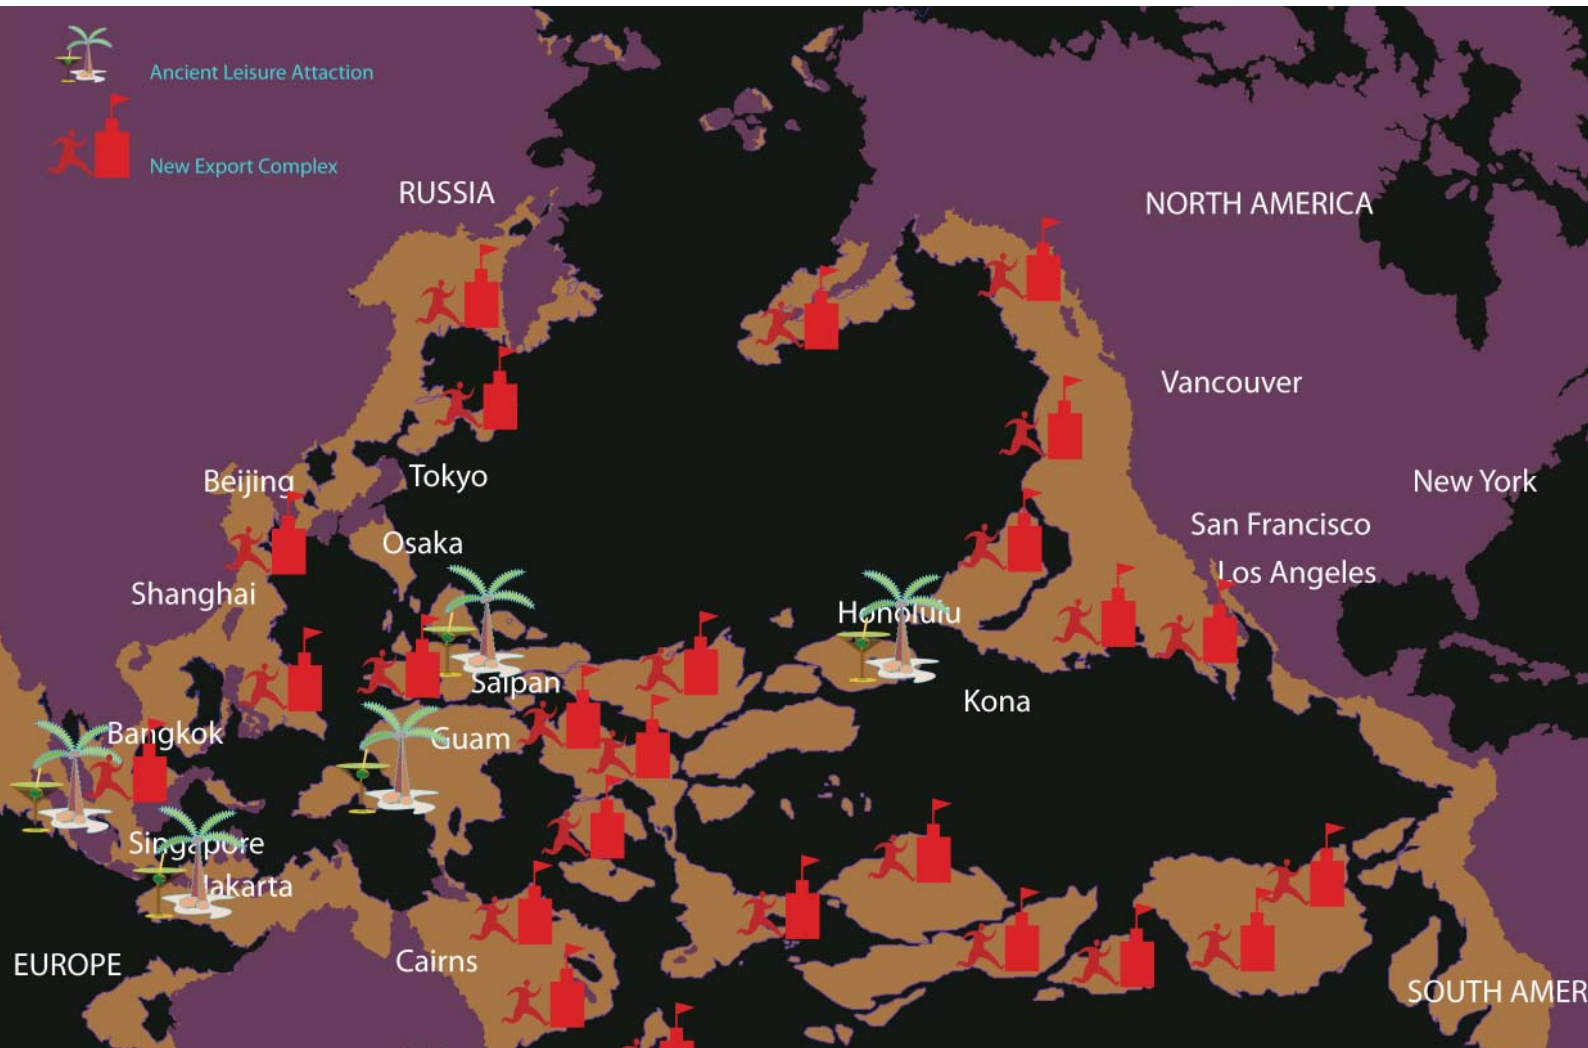 Ancient Leisure Attaction
New Export Complex
RUSSIA
NORTH AMERICA
Vancouver
Beijing
Tokyo
New York
San Francisco
Osaka
Los Angeles
Shanghai
Honolulu
Saipan
Kona
Bangkok
Guam
Singapore
Jakarta
Cairns
EUROPE
SOUTH AMER